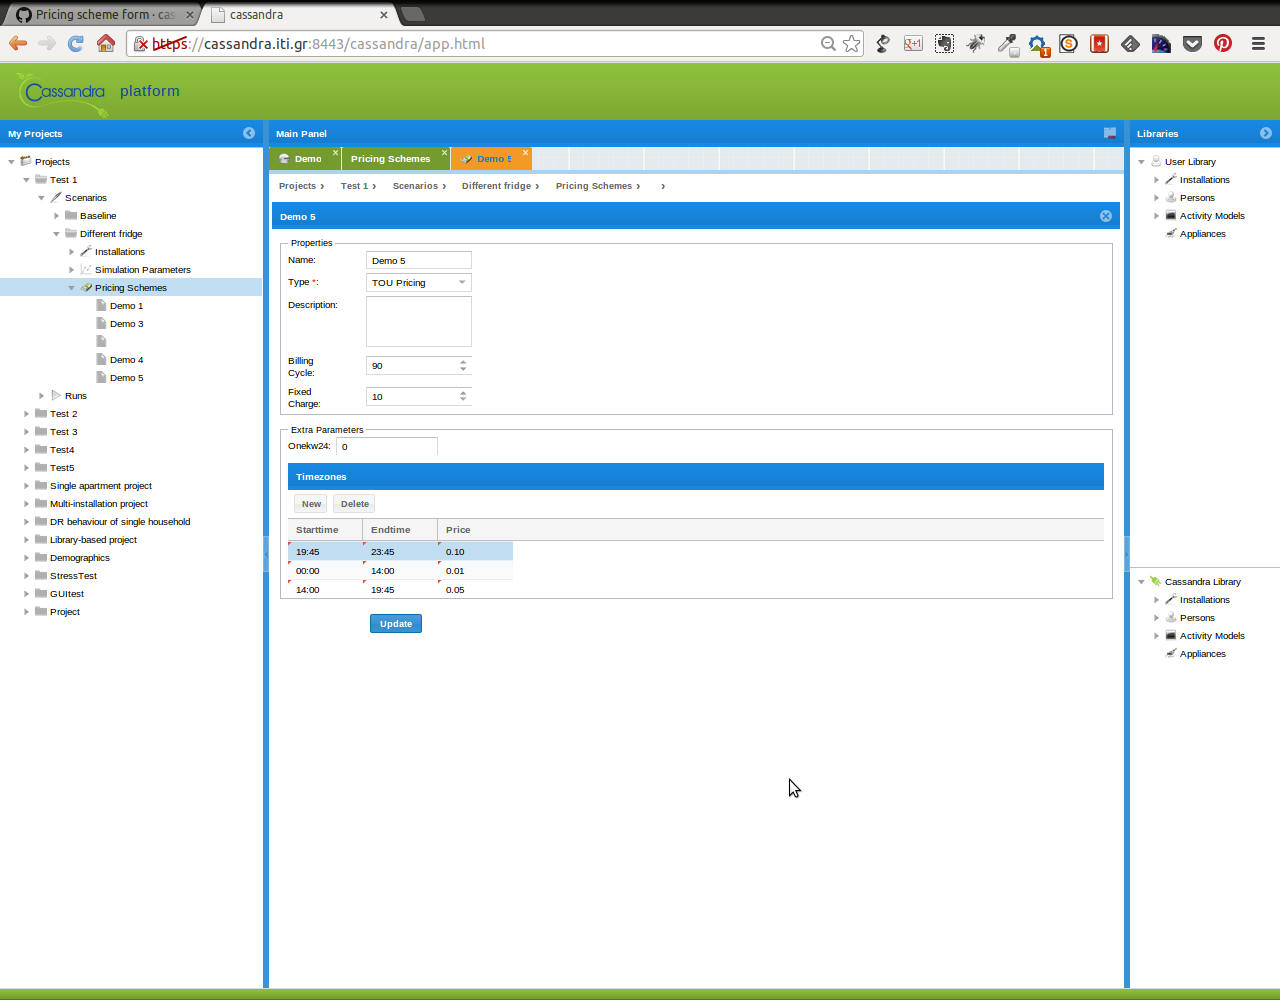 Pricing scheme form · cas
cassandra
https://cassandra.iti.gr:8443/cassandra/app.html
Cassandra platform
My Projects
Projects
Test 1
Scenarios
Baseline
Different fridge
Installations
Simulation Parameters
Pricing Schemes
Demo 1
Demo 3
Demo 4
Demo 5
Runs
Test 2
Test 3
Test4
Test5
Single apartment project
Multi-installation project
DR behaviour of single household
Library-based project
Demographics
StressTest
GUItest
Project
Main Panel
Demo
Pricing Schemes
Demo 5
Projects › Test 1 › Scenarios › Different fridge › Pricing Schemes › ›
Demo 5
Properties
Name: Demo 5
Type *: TOU Pricing
Description:
Billing
Cycle: 90
Fixed
Charge: 10
Extra Parameters
Onekw24: 0
Timezones
New Delete
Starttime Endtime Price
19:45 23:45 0.10
00:00 14:00 0.01
14:00 19:45 0.05
Update
Libraries
User Library
Installations
Persons
Activity Models
Appliances
Cassandra Library
Installations
Persons
Activity Models
Appliances